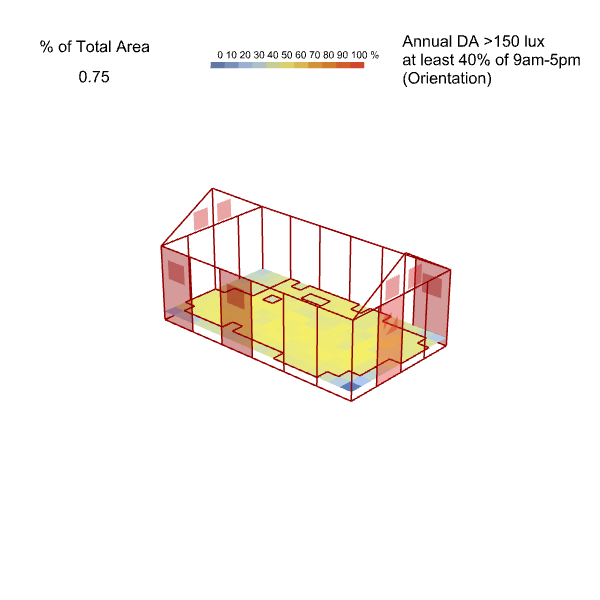 % of Total Area
0.75
0 10 20 30 40 50 60 70 80 90 100 %
Annual DA >150 lux
at least 40% of 9am-5pm
(Orientation)